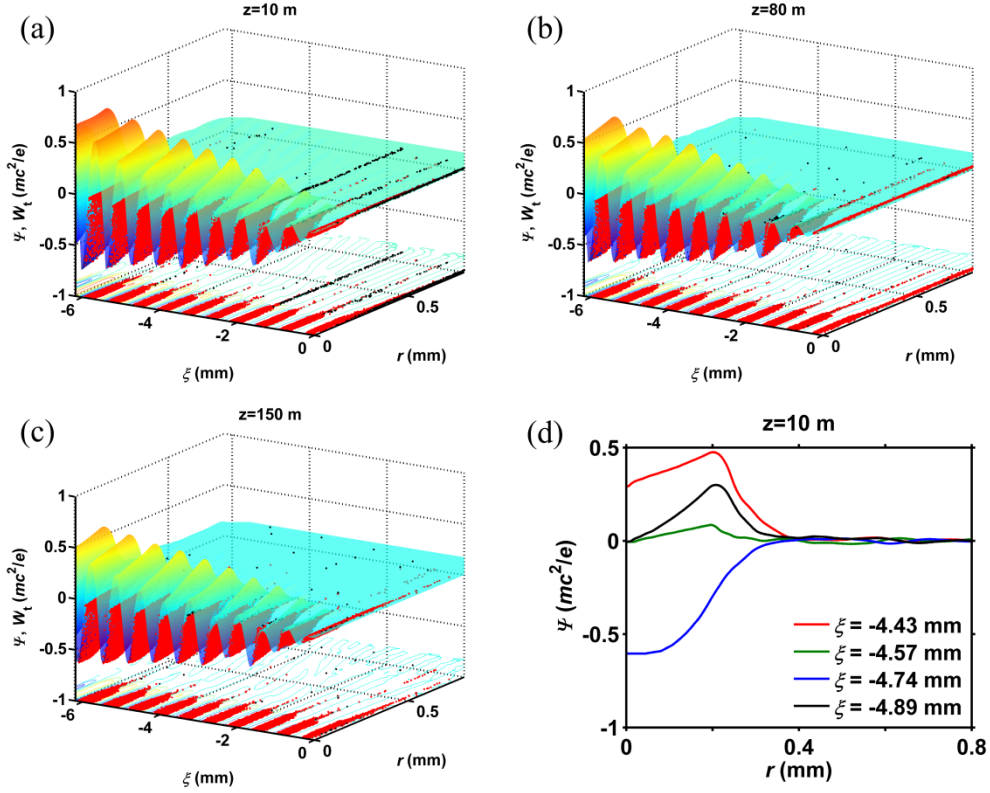 (a)
z=10 m
Ψ, Wt (mc²/e)
1
0.5
0
-0.5
-1
-6
-4
-2
0
0
0.5
ξ (mm)
r (mm)
(b)
z=80 m
Ψ, Wt (mc²/e)
1
0.5
0
-0.5
-1
-6
-4
-2
0
0
0.5
ξ (mm)
r (mm)
(c)
z=150 m
Ψ, Wt (mc²/e)
1
0.5
0
-0.5
-1
-6
-4
-2
0
0
0.5
ξ (mm)
r (mm)
(d)
z=10 m
Ψ (mc²/e)
0.5
0
-0.5
-1
0
0.4
0.8
r (mm)
ξ = -4.43 mm
ξ = -4.57 mm
ξ = -4.74 mm
ξ = -4.89 mm